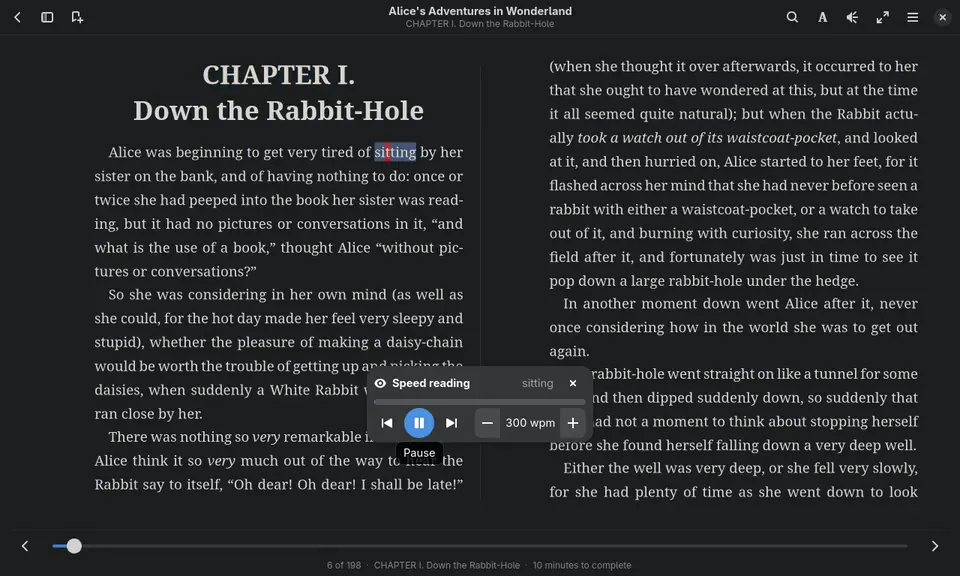 Alice's Adventures in Wonderland
CHAPTER I. Down the Rabbit-Hole
CHAPTER I.
Down the Rabbit-Hole
Alice was beginning to get very tired of sitting by her
sister on the bank, and of having nothing to do: once or
twice she had peeped into the book her sister was read-
ing, but it had no pictures or conversations in it, “and
what is the use of a book,” thought Alice “without pic-
tures or conversations?”
So she was considering in her own mind (as well as
she could, for the hot day made her feel very sleepy and
stupid), whether the pleasure of making a daisy-chain
would be worth the trouble of getting up and picking the
daisies, when suddenly a White Rabbit
ran close by her.
There was nothing so very remarkable
Alice think it so very much out of the way to hear the
Rabbit say to itself, “Oh dear! Oh dear! I shall be late!”
(when she thought it over afterwards, it occurred to her
that she ought to have wondered at this, but at the time
it all seemed quite natural); but when the Rabbit actu-
ally took a watch out of its waistcoat-pocket, and looked
at it, and then hurried on, Alice started to her feet, for it
flashed across her mind that she had never before seen a
rabbit with either a waistcoat-pocket, or a watch to take
out of it, and burning with curiosity, she ran across the
field after it, and fortunately was just in time to see it
pop down a large rabbit-hole under the hedge.
In another moment down went Alice after it, never
once considering how in the world she was to get out
again.
rabbit-hole went straight on like a tunnel for some
and then dipped suddenly down, so suddenly that
had not a moment to think about stopping herself
before she found herself falling down a very deep well.
Either the well was very deep, or she fell very slowly,
for she had plenty of time as she went down to look
Speed reading sitting
300 wpm
Pause
6 of 198 · CHAPTER I. Down the Rabbit-Hole · 10 minutes to complete